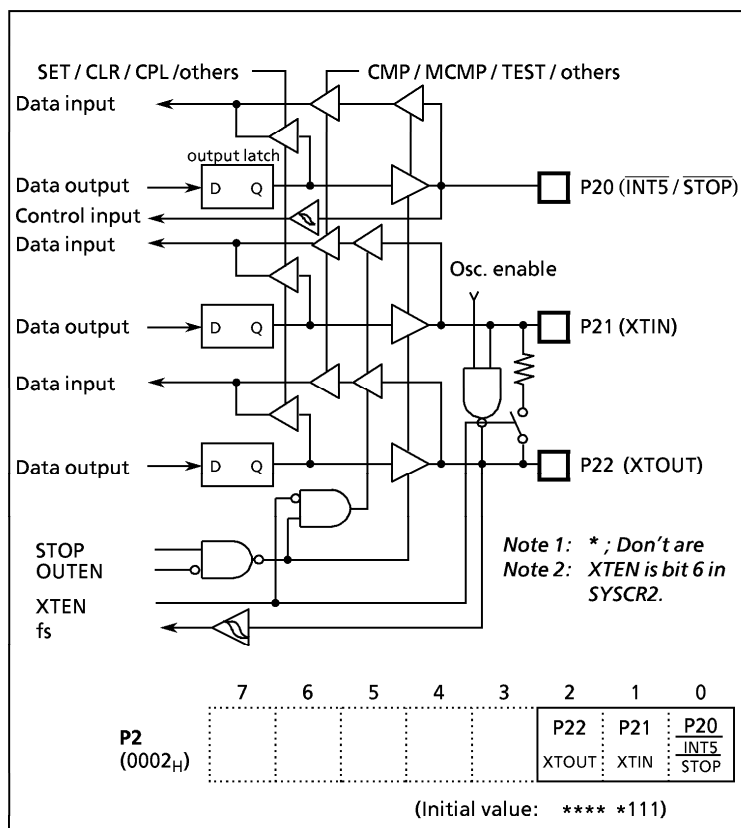 SET / CLR / CPL /others CMP / MCMP / TEST / others
Data input
output latch
Data output D Q P20 (INT5 / STOP)
Control input
Data input
Osc. enable
Data output D Q P21 (XTIN)
Data input
Data output D Q P22 (XTOUT)
STOP
OUTEN
XTEN
fs
Note 1: * ; Don't are
Note 2: XTEN is bit 6 in
SYSCR2.
7 6 5 4 3 2 1 0
P2
(0002H)
P22 P21 P20
XTOUT XTIN INT5
STOP
(Initial value: **** *111)